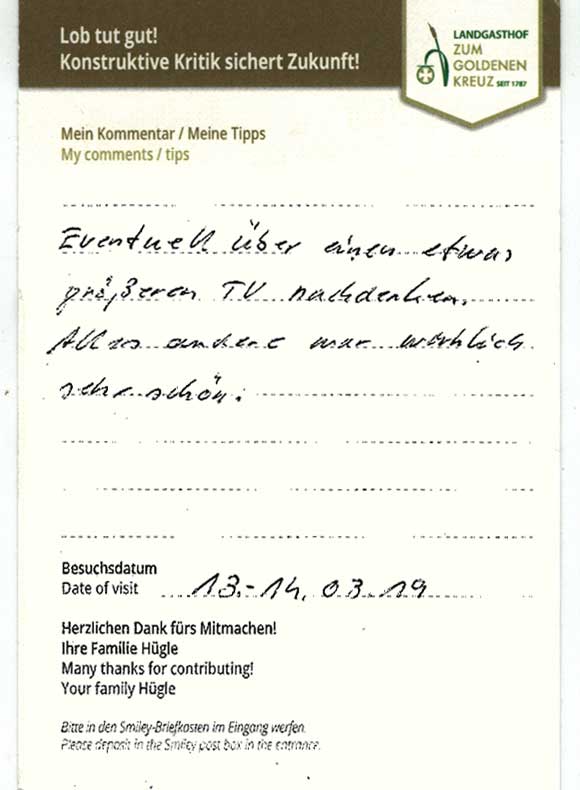 Lob tut gut!
Konstruktive Kritik sichert Zukunft!
LANDGASTHOF
ZUM
GOLDENEN
KREUZ SEIT 1787
Mein Kommentar / Meine Tipps
My comments / tips
Eventuell über einen etwas
größeren TV nachdenken.
Alles andere war wirklich
sehr schön.
Besuchsdatum
Date of visit 13.-14.03.19
Herzlichen Dank fürs Mitmachen!
Ihre Familie Hügle
Many thanks for contributing!
Your family Hügle
Bitte in den Smiley-Briefkasten im Eingang werfen.
Please deposit in the Smiley post box in the entrance.